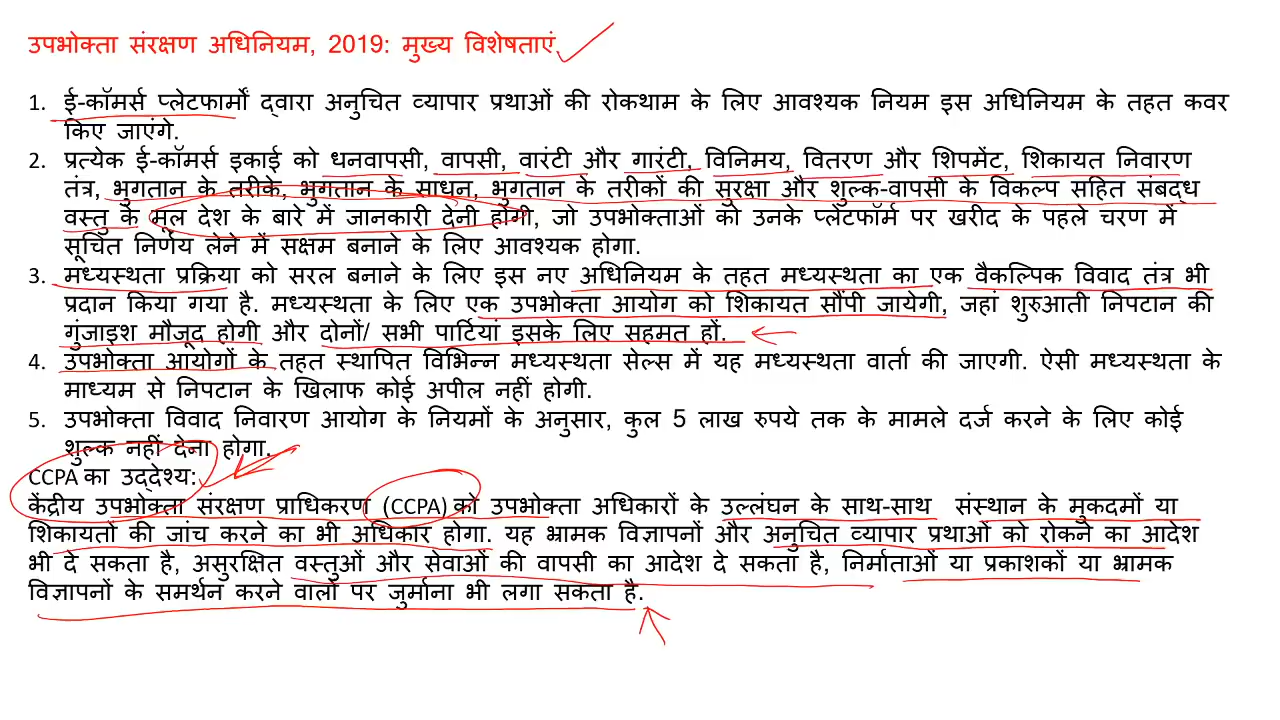 उपभोक्ता संरक्षण अधिनियम, 2019: मुख्य विशेषताएं.
1. ई-कॉमर्स प्लेटफार्मों द्वारा अनुचित व्यापार प्रथाओं की रोकथाम के लिए आवश्यक नियम इस अधिनियम के तहत कवर
किए जाएंगे.
2. प्रत्येक ई-कॉमर्स इकाई को धनवापसी, वापसी, वारंटी और गारंटी, विनिमय, वितरण और शिपमेंट, शिकायत निवारण
तंत्र, भुगतान के तरीके, भुगतान के साधन, भुगतान के तरीकों की सुरक्षा और शुल्क-वापसी के विकल्प सहित संबद्ध
वस्तु के मूल देश के बारे में जानकारी देनी होगी, जो उपभोक्ताओं को उनके प्लेटफॉर्म पर खरीद के पहले चरण में
सूचित निर्णय लेने में सक्षम बनाने के लिए आवश्यक होगा.
3. मध्यस्थता प्रक्रिया को सरल बनाने के लिए इस नए अधिनियम के तहत मध्यस्थता का एक वैकल्पिक विवाद तंत्र भी
प्रदान किया गया है. मध्यस्थता के लिए एक उपभोक्ता आयोग को शिकायत सौंपी जायेगी, जहां शुरुआती निपटान की
गुंजाइश मौजूद होगी और दोनों/ सभी पार्टियां इसके लिए सहमत हों.
4. उपभोक्ता आयोगों के तहत स्थापित विभिन्न मध्यस्थता सेल्स में यह मध्यस्थता वार्ता की जाएगी. ऐसी मध्यस्थता के
माध्यम से निपटान के खिलाफ कोई अपील नहीं होगी.
5. उपभोक्ता विवाद निवारण आयोग के नियमों के अनुसार, कुल 5 लाख रुपये तक के मामले दर्ज करने के लिए कोई
शुल्क नहीं देना होगा.
CCPA का उद्देश्य:
केंद्रीय उपभोक्ता संरक्षण प्राधिकरण (CCPA) को उपभोक्ता अधिकारों के उल्लंघन के साथ-साथ संस्थान के मुकदमों या
शिकायतों की जांच करने का भी अधिकार होगा. यह भ्रामक विज्ञापनों और अनुचित व्यापार प्रथाओं को रोकने का आदेश
भी दे सकता है, असुरक्षित वस्तुओं और सेवाओं की वापसी का आदेश दे सकता है, निर्माताओं या प्रकाशकों या भ्रामक
विज्ञापनों के समर्थन करने वालों पर जुर्माना भी लगा सकता है.